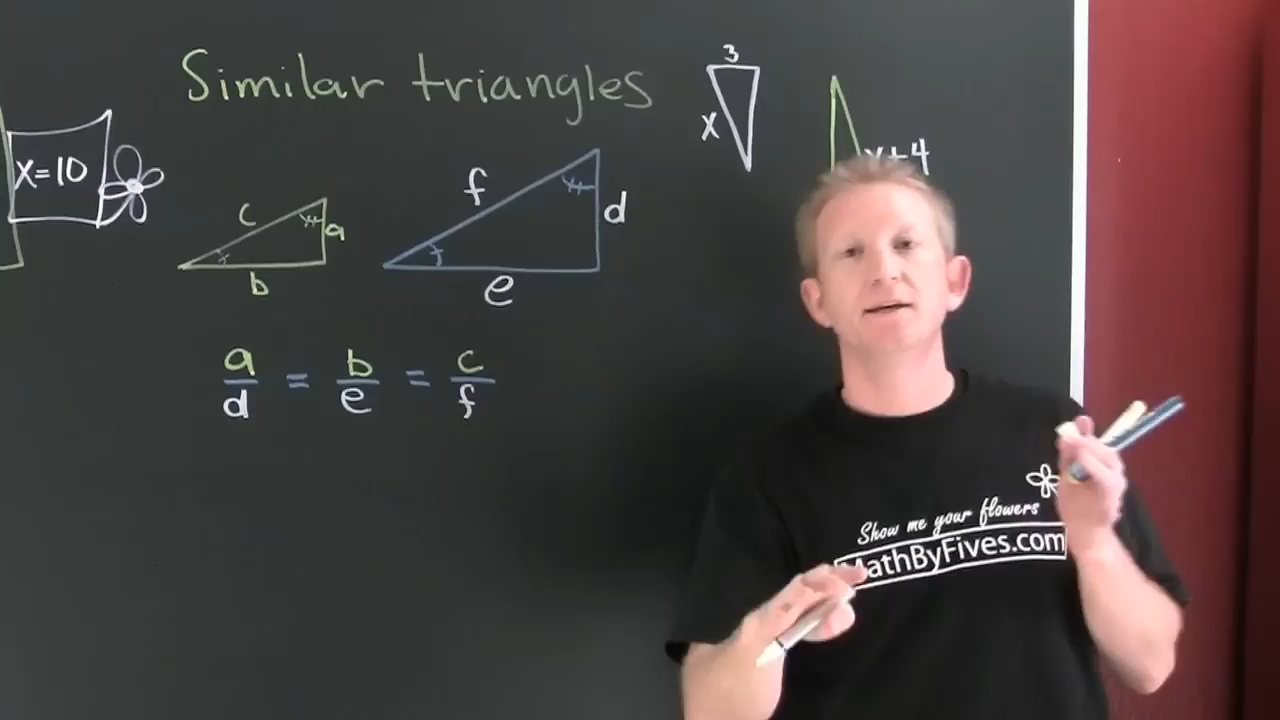 Similar triangles
3
x
x+4
x=10
c
a
b
f
d
e
a/d = b/e = c/f
Show me your flowers
MathByFives.com